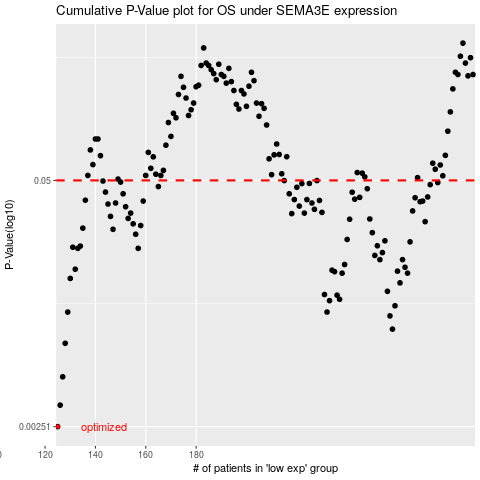 Cumulative P-Value plot for OS under SEMA3E expression
P-Value(log10)
0.05
0.00251
optimized
0 120 140 160 180
# of patients in 'low exp' group